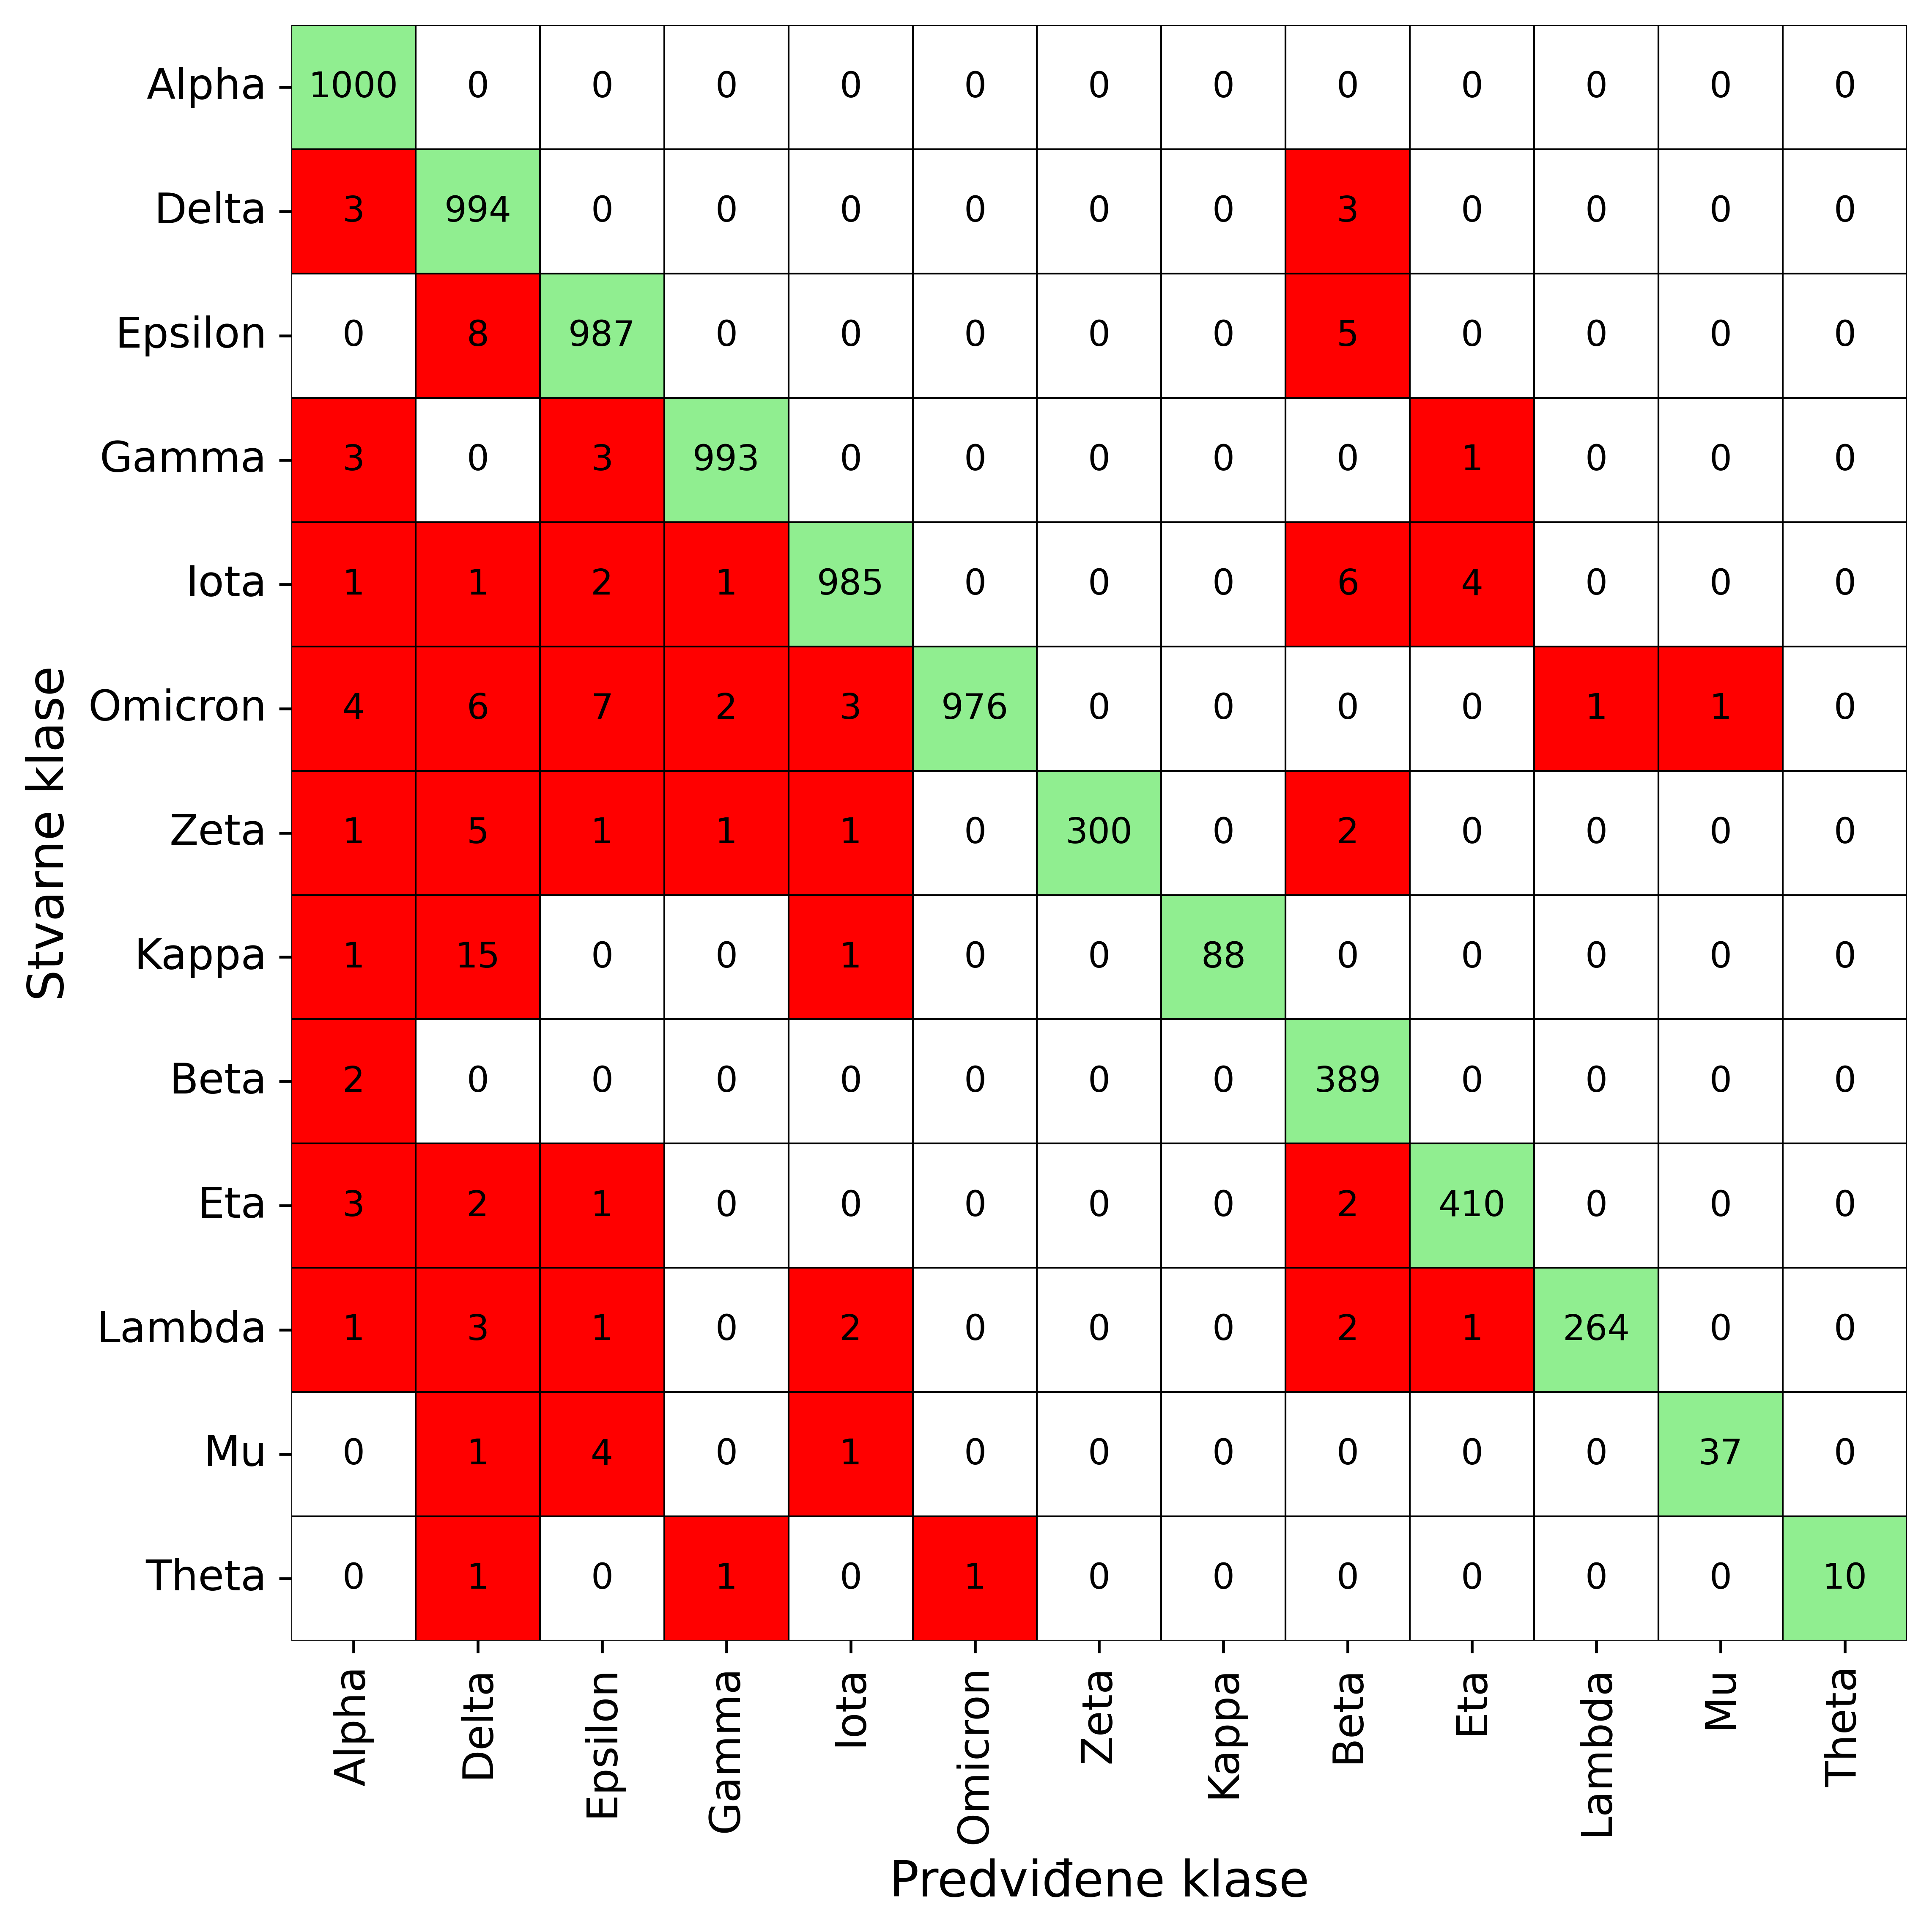 Stvarne klase
Alpha 1000 0 0 0 0 0 0 0 0 0 0 0 0
Delta 3 994 0 0 0 0 0 0 3 0 0 0 0
Epsilon 0 8 987 0 0 0 0 0 5 0 0 0 0
Gamma 3 0 3 993 0 0 0 0 0 1 0 0 0
Iota 1 1 2 1 985 0 0 0 6 4 0 0 0
Omicron 4 6 7 2 3 976 0 0 0 0 1 1 0
Zeta 1 5 1 1 1 0 300 0 2 0 0 0 0
Kappa 1 15 0 0 1 0 0 88 0 0 0 0 0
Beta 2 0 0 0 0 0 0 0 389 0 0 0 0
Eta 3 2 1 0 0 0 0 0 2 410 0 0 0
Lambda 1 3 1 0 2 0 0 0 2 1 264 0 0
Mu 0 1 4 0 1 0 0 0 0 0 0 37 0
Theta 0 1 0 1 0 1 0 0 0 0 0 0 10
Alpha Delta Epsilon Gamma Iota Omicron Zeta Kappa Beta Eta Lambda Mu Theta
Predviđene klase